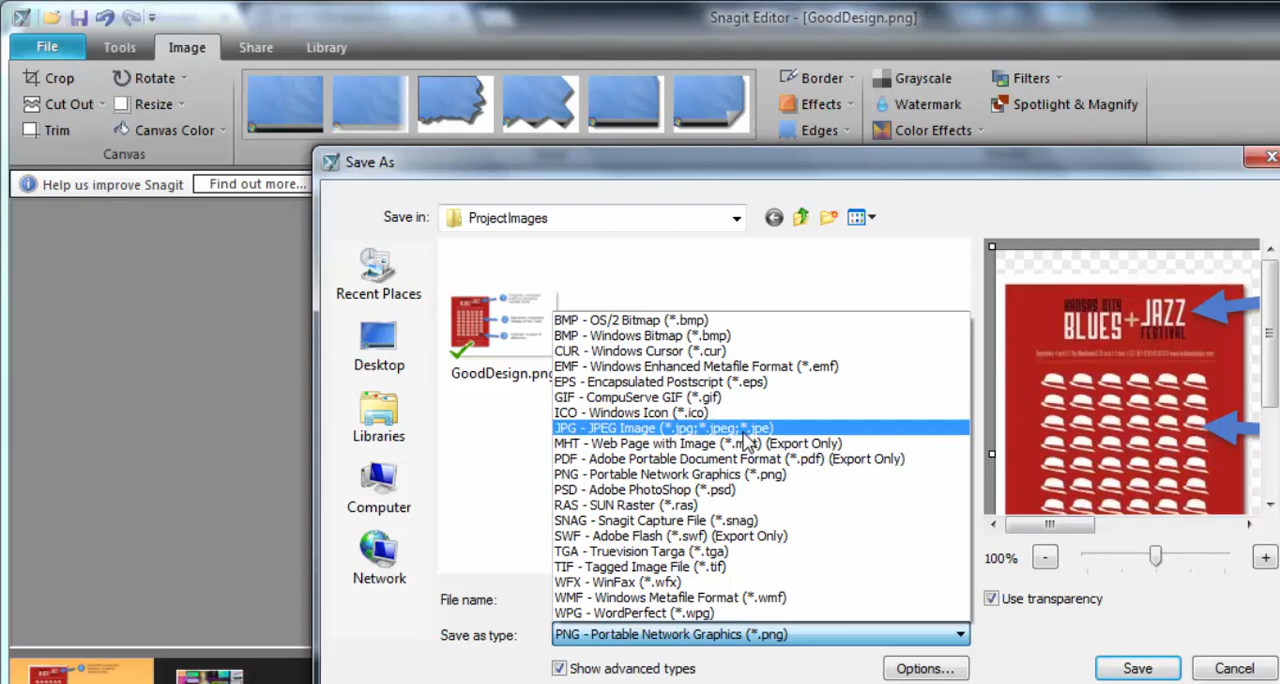 Snagit Editor - [GoodDesign.png]
File Tools Image Share Library
Crop Rotate Border Grayscale Filters
Cut Out Resize Effects Watermark Spotlight & Magnify
Trim Canvas Color Edges Color Effects
Canvas
Save As
Help us improve Snagit Find out more...
Save in: ProjectImages
Recent Places
Desktop
Libraries
Computer
Network
GoodDesign.png
BMP - OS/2 Bitmap (*.bmp)
BMP - Windows Bitmap (*.bmp)
CUR - Windows Cursor (*.cur)
EMF - Windows Enhanced Metafile Format (*.emf)
EPS - Encapsulated Postscript (*.eps)
GIF - CompuServe GIF (*.gif)
ICO - Windows Icon (*.ico)
JPG - JPEG Image (*.jpg;*.jpeg;*.jpe)
MHT - Web Page with Image (*.mht) (Export Only)
PDF - Adobe Portable Document Format (*.pdf) (Export Only)
PNG - Portable Network Graphics (*.png)
PSD - Adobe PhotoShop (*.psd)
RAS - SUN Raster (*.ras)
SNAG - Snagit Capture File (*.snag)
SWF - Adobe Flash (*.swf) (Export Only)
TGA - Truevision Targa (*.tga)
TIF - Tagged Image File (*.tif)
WFX - WinFax (*.wfx)
WMF - Windows Metafile Format (*.wmf)
WPG - WordPerfect (*.wpg)
File name:
Save as type: PNG - Portable Network Graphics (*.png)
Show advanced types Options... Save Cancel
KANSAS CITY
BLUES + JAZZ
FESTIVAL
100% - +
Use transparency